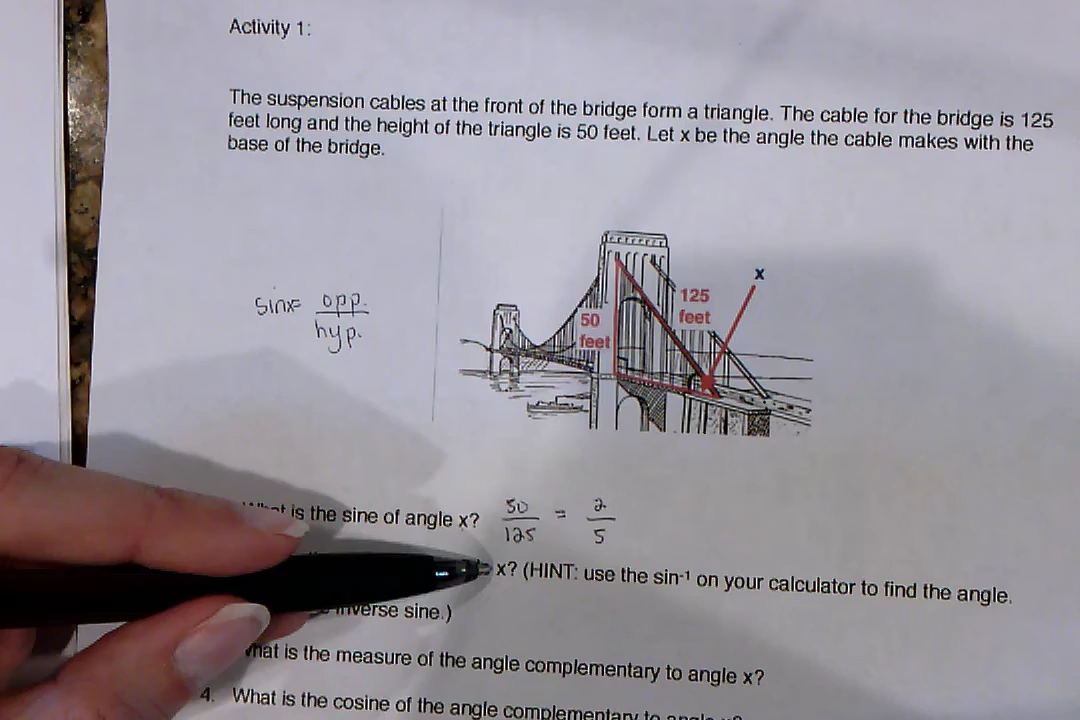 Activity 1:
The suspension cables at the front of the bridge form a triangle. The cable for the bridge is 125
feet long and the height of the triangle is 50 feet. Let x be the angle the cable makes with the
base of the bridge.
x
125
feet
50
feet
sinx= opp.
hyp.
is the sine of angle x? 50/125 = 2/5
x? (HINT: use the sin-1 on your calculator to find the angle.
inverse sine.)
what is the measure of the angle complementary to angle x?
4. What is the cosine of the angle complementary to angle